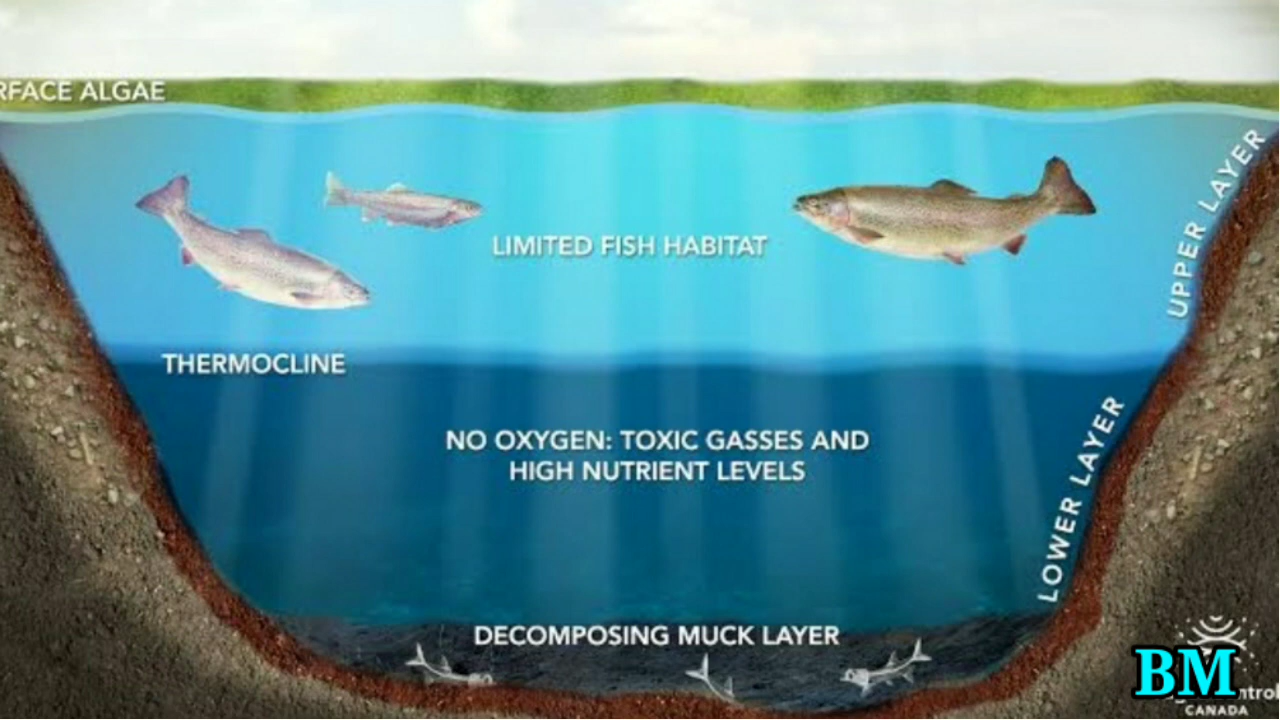 RFACE ALGAE
UPPER LAYER
LIMITED FISH HABITAT
THERMOCLINE
NO OXYGEN: TOXIC GASSES AND
HIGH NUTRIENT LEVELS
LOWER LAYER
DECOMPOSING MUCK LAYER
BM
CANADA